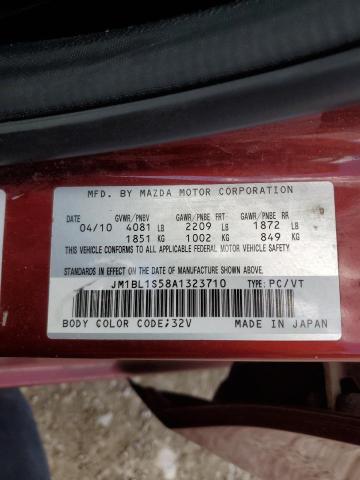 MFD. BY MAZDA MOTOR CORPORATION
GVWR/PNBV GAWR/PNBE FRT GAWR/PNBE RR
04/10 4081 LB 2209 LB 1872 LB
1851 KG 1002 KG 849 KG
THIS VEHICLE CONFORMS TO ALL APPLICABLE FEDERAL MOTOR VEHICLE SAFETY
STANDARDS IN EFFECT ON THE DATE OF MANUFACTURE SHOWN ABOVE.
JM1BL1S58A1323710 TYPE: PC/VT
BODY COLOR CODE;32V MADE IN JAPAN